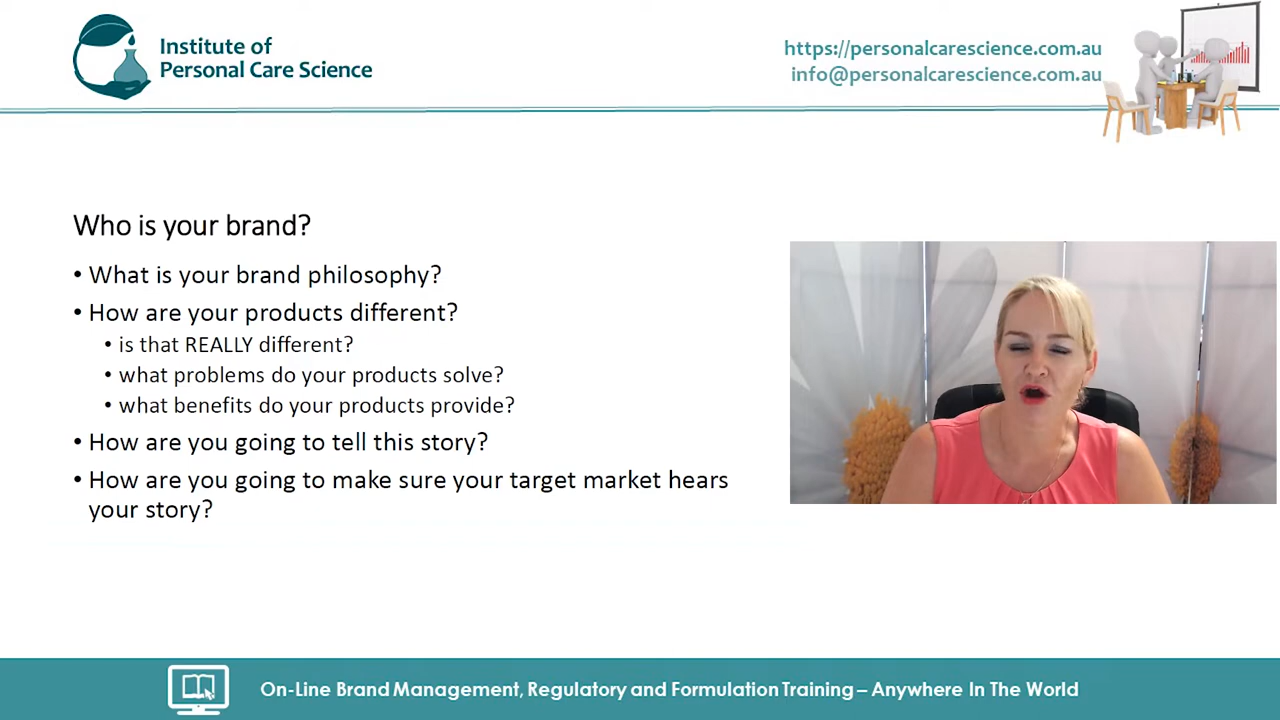 Institute of
Personal Care Science
https://personalcarescience.com.au
info@personalcarescience.com.au
Who is your brand?
• What is your brand philosophy?
• How are your products different?
• is that REALLY different?
• what problems do your products solve?
• what benefits do your products provide?
• How are you going to tell this story?
• How are you going to make sure your target market hears
your story?
On-Line Brand Management, Regulatory and Formulation Training – Anywhere In The World